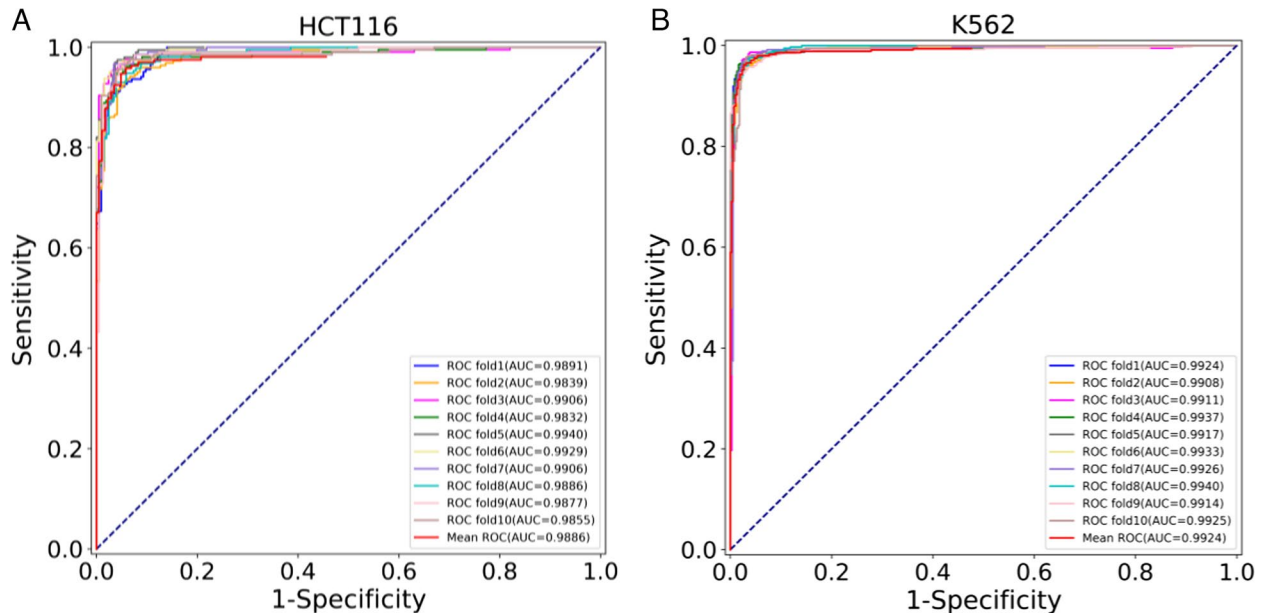 A
HCT116
1.0
0.8
0.6
0.4
0.2
0.0
Sensitivity
ROC fold1(AUC=0.9891)
ROC fold2(AUC=0.9839)
ROC fold3(AUC=0.9906)
ROC fold4(AUC=0.9832)
ROC fold5(AUC=0.9940)
ROC fold6(AUC=0.9929)
ROC fold7(AUC=0.9906)
ROC fold8(AUC=0.9886)
ROC fold9(AUC=0.9877)
ROC fold10(AUC=0.9855)
Mean ROC(AUC=0.9886)
0.0 0.2 0.4 0.6 0.8 1.0
1-Specificity
B
K562
1.0
0.8
0.6
0.4
0.2
0.0
Sensitivity
ROC fold1(AUC=0.9924)
ROC fold2(AUC=0.9908)
ROC fold3(AUC=0.9911)
ROC fold4(AUC=0.9937)
ROC fold5(AUC=0.9917)
ROC fold6(AUC=0.9933)
ROC fold7(AUC=0.9926)
ROC fold8(AUC=0.9940)
ROC fold9(AUC=0.9914)
ROC fold10(AUC=0.9925)
Mean ROC(AUC=0.9924)
0.0 0.2 0.4 0.6 0.8 1.0
1-Specificity